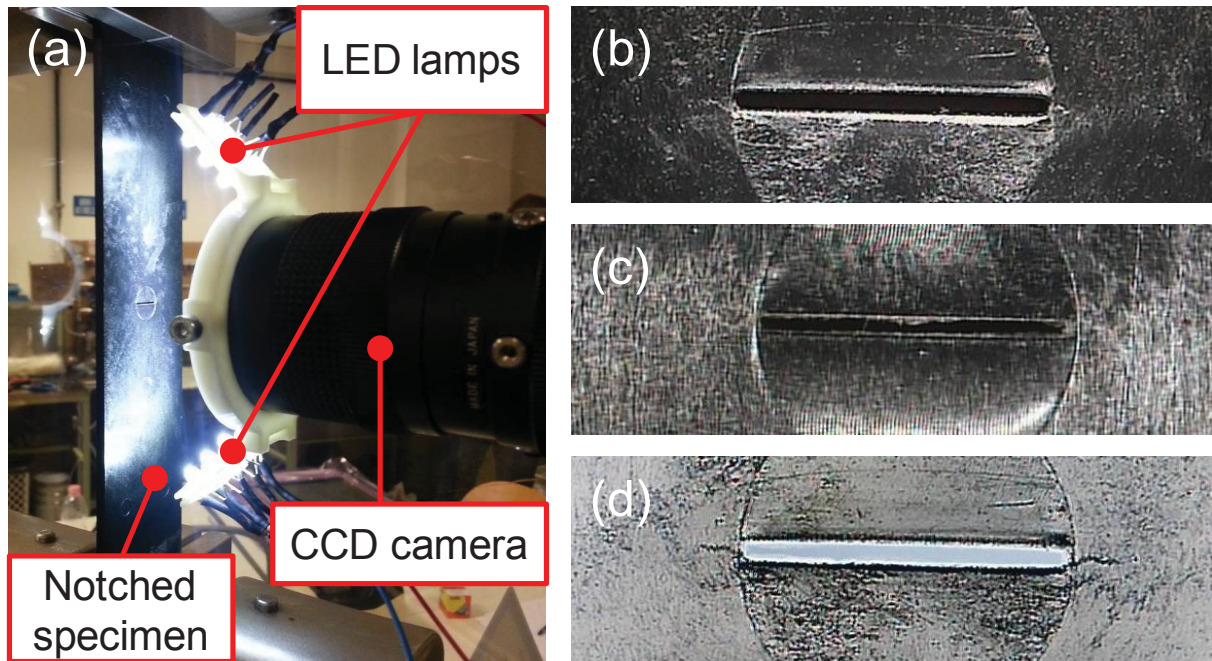 (a)
LED lamps
MADE IN JAPAN
CCD camera
Notched
specimen
(b)
(c)
(d)